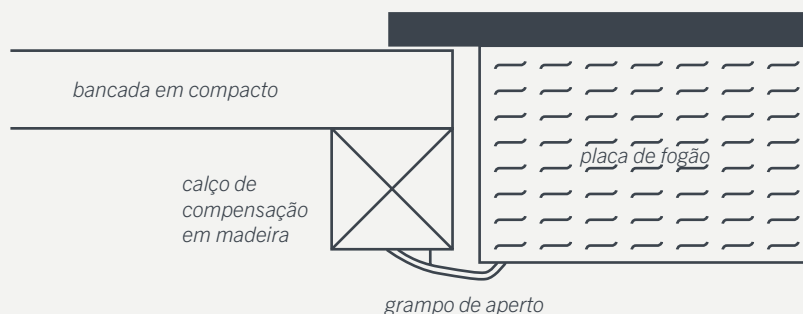 bancada em compacto
placa de fogão
calço de
compensação
em madeira
grampo de aperto